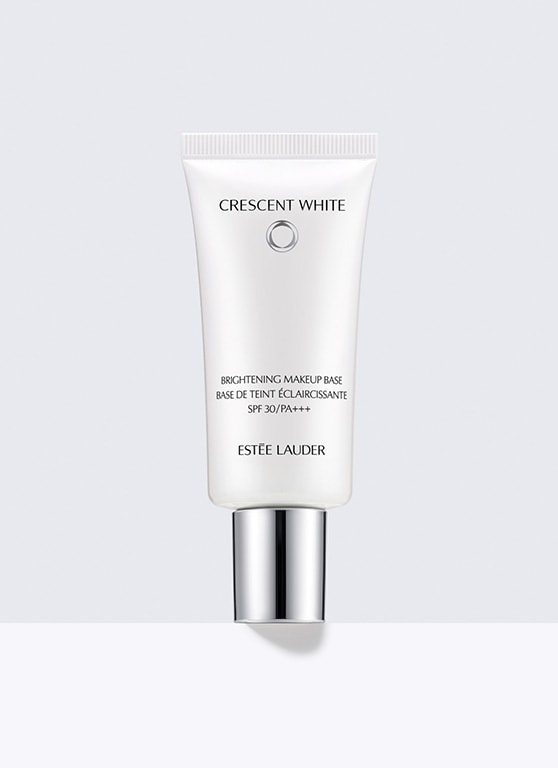 CRESCENT WHITE
BRIGHTENING MAKEUP BASE
BASE DE TEINT ÉCLAIRCISSANTE
SPF 30/PA+++
ESTĒE LAUDER